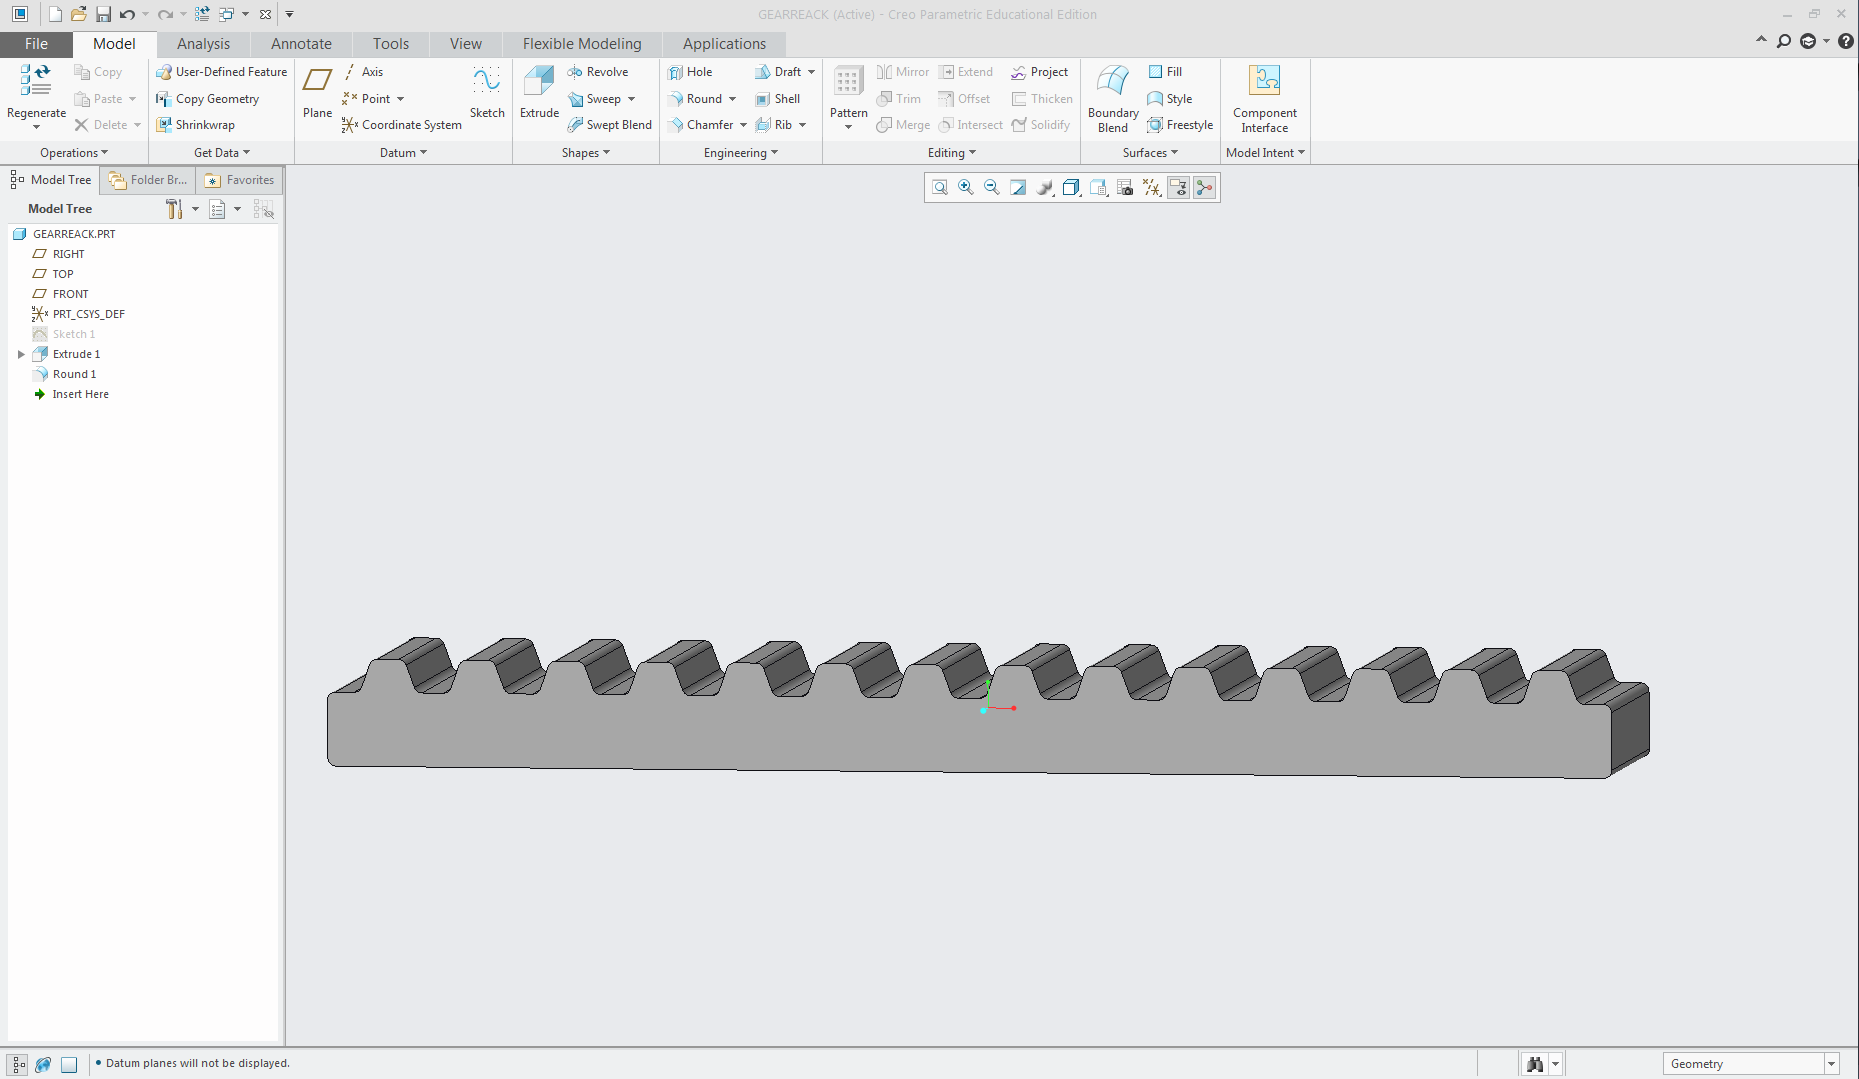 GEARREACK (Active) - Creo Parametric Educational Edition
File Model Analysis Annotate Tools View Flexible Modeling Applications
Regenerate
Copy
Paste
Delete
Operations
User-Defined Feature
Copy Geometry
Shrinkwrap
Get Data
Plane
Axis
Point
Coordinate System
Sketch
Datum
Extrude
Revolve
Sweep
Swept Blend
Shapes
Hole
Round
Chamfer
Draft
Shell
Rib
Engineering
Pattern
Mirror
Trim
Merge
Extend
Offset
Intersect
Project
Thicken
Solidify
Editing
Boundary
Blend
Fill
Style
Freestyle
Surfaces
Component
Interface
Model Intent
Model Tree Folder Br... Favorites
Model Tree
GEARREACK.PRT
RIGHT
TOP
FRONT
PRT_CSYS_DEF
Sketch 1
Extrude 1
Round 1
Insert Here
• Datum planes will not be displayed.
Geometry